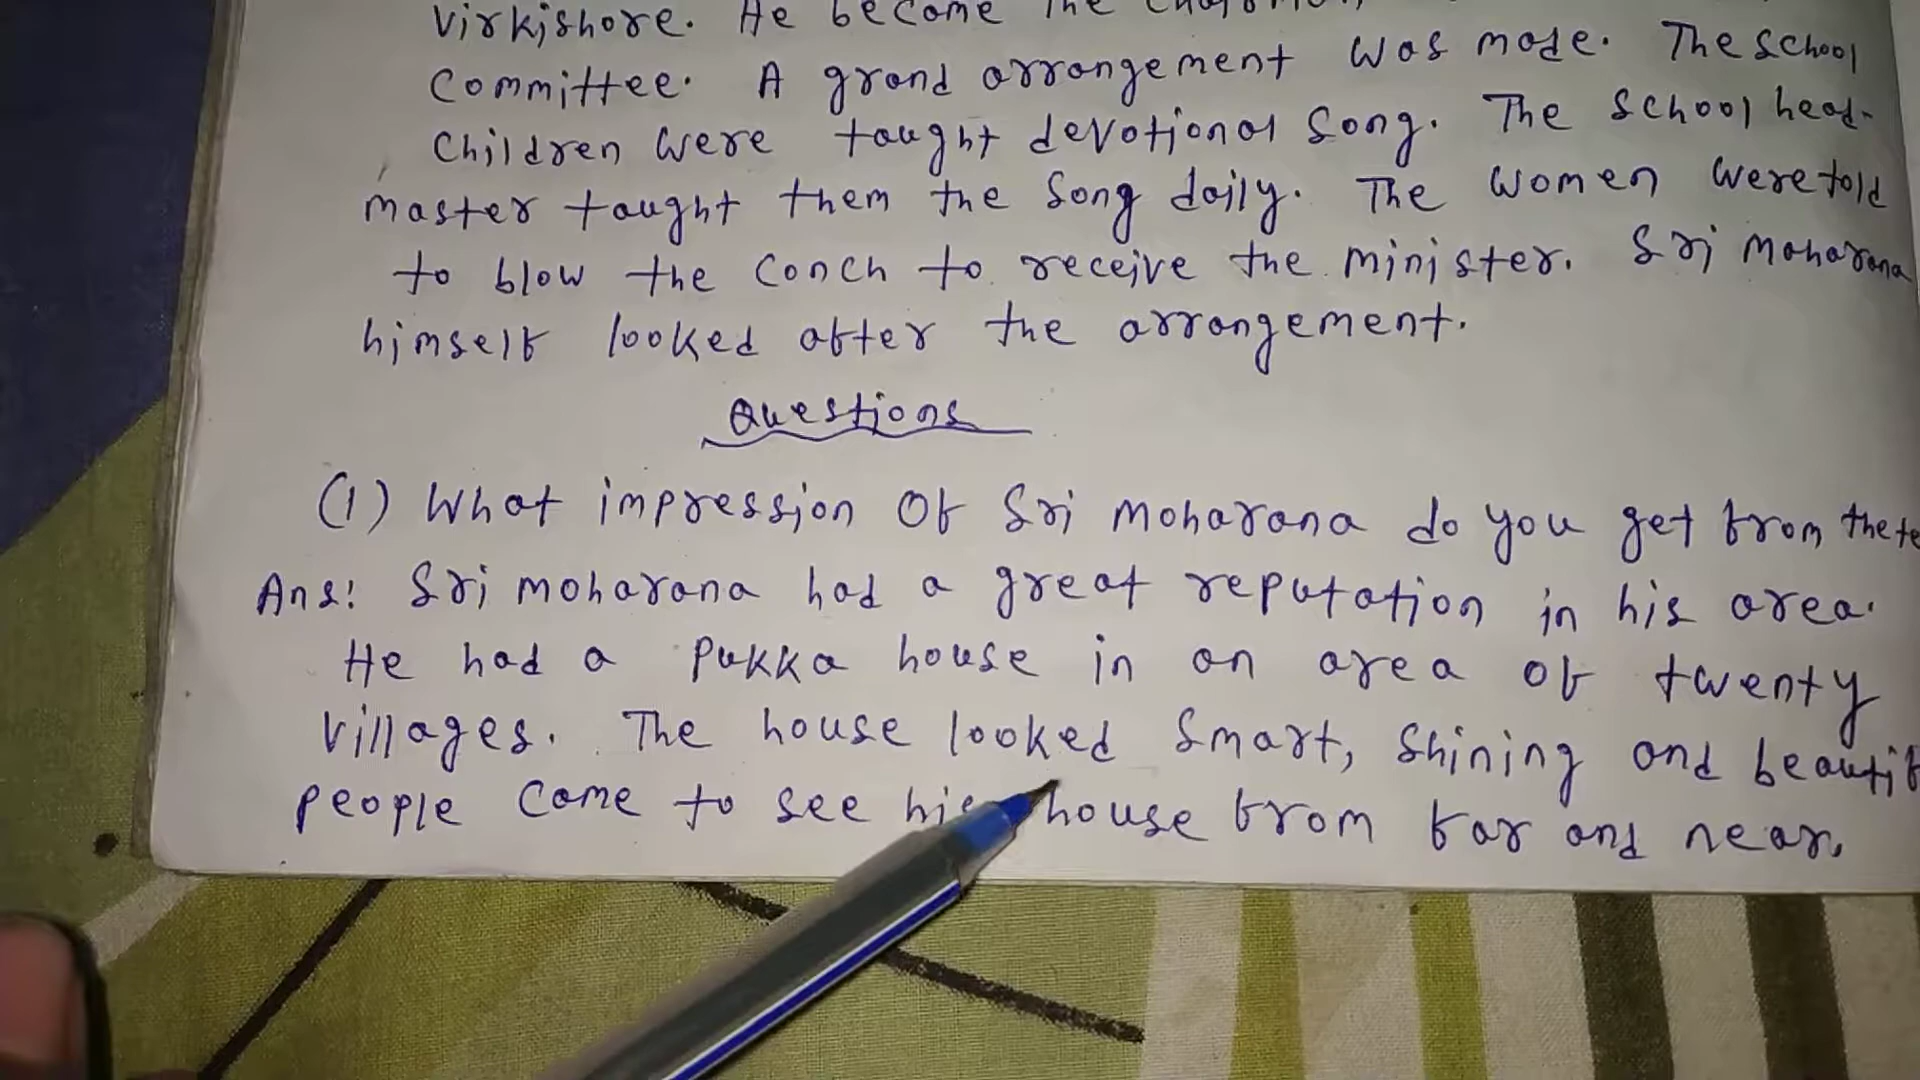 Virkishore. He become the
Committee. A grand arrangement was made. The school
Children were taught devotional song. The school head-
master taught them the song daily. The women were told
to blow the conch to receive the minister. Sri Moharana
himself looked after the arrangement.
Questions
(1) What impression of Sri Moharana do you get from the te
Ans: Sri moharana had a great reputation in his area.
He had a pukka house in an area of twenty
villages. The house looked smart, shining and beautif
people come to see his house from far and near.